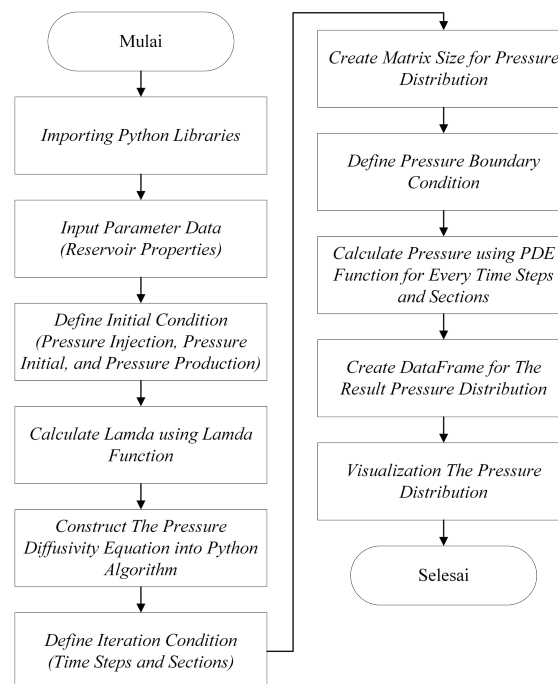 Mulai
Importing Python Libraries
Input Parameter Data
(Reservoir Properties)
Define Initial Condition
(Pressure Injection, Pressure
Initial, and Pressure Production)
Calculate Lamda using Lamda
Function
Construct The Pressure
Diffusivity Equation into Python
Algorithm
Define Iteration Condition
(Time Steps and Sections)
Create Matrix Size for Pressure
Distribution
Define Pressure Boundary
Condition
Calculate Pressure using PDE
Function for Every Time Steps
and Sections
Create DataFrame for The
Result Pressure Distribution
Visualization The Pressure
Distribution
Selesai